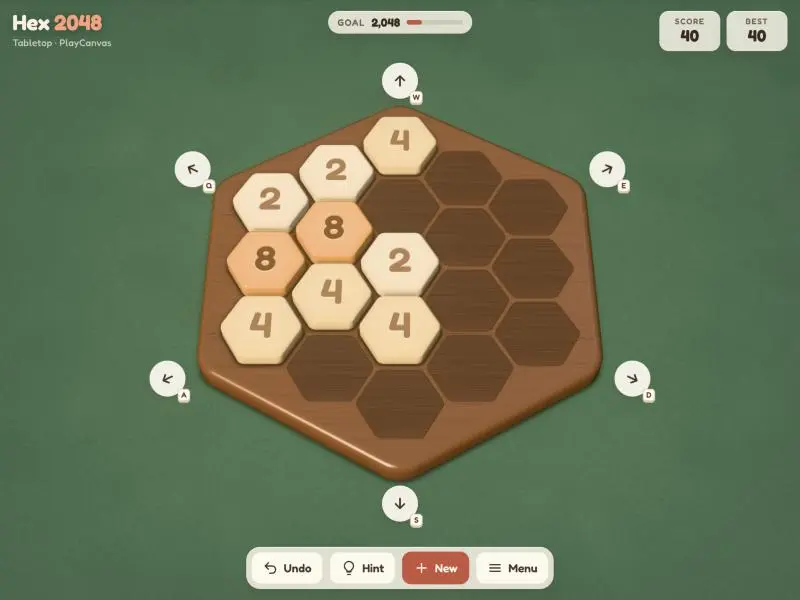 Hex 2048
Tabletop · PlayCanvas
GOAL 2,048
SCORE
40
BEST
40
W
Q
E
4
2
2
8
8
2
4
4
4
A
D
S
Undo
Hint
New
Menu